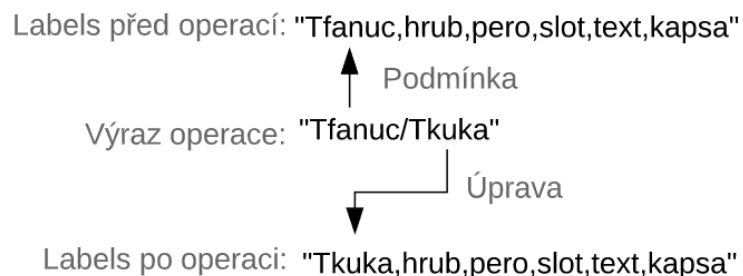 Labels před operací: "Tfanuc,hrub,pero,slot,text,kapsa"
Podmínka
Výraz operace: "Tfanuc/Tkuka"
Úprava
Labels po operaci: "Tkuka,hrub,pero,slot,text,kapsa"